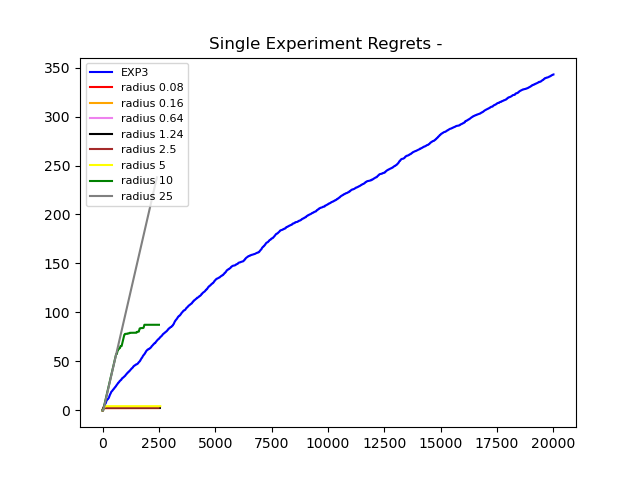 Single Experiment Regrets -
EXP3
radius 0.08
radius 0.16
radius 0.64
radius 1.24
radius 2.5
radius 5
radius 10
radius 25
350
300
250
200
150
100
50
0
0 2500 5000 7500 10000 12500 15000 17500 20000